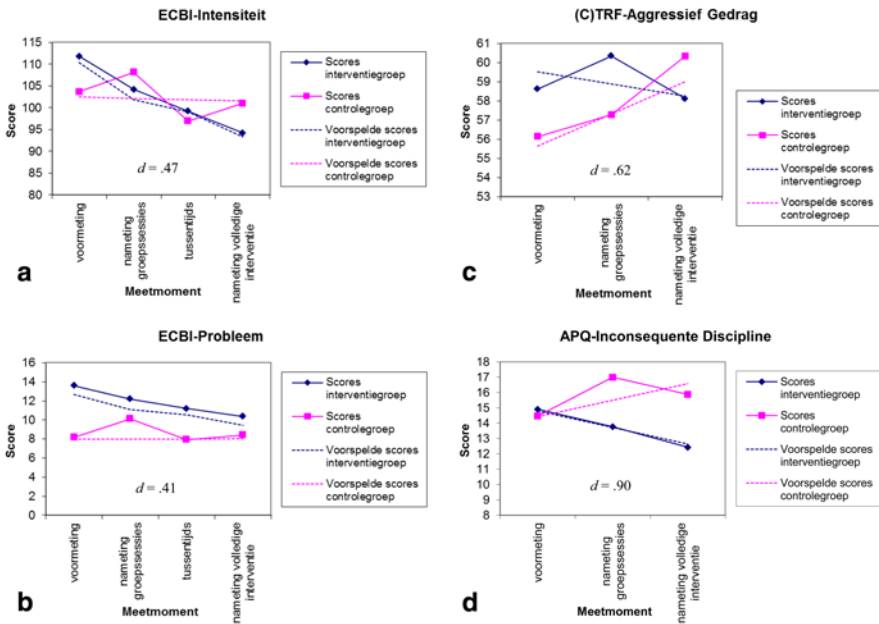 ECBI-Intensiteit
115
110
105
100
95
90
85
80
Score
d = .47
voormeting
nameting
groepssessies
tussentijds
nameting volledige
interventie
Meetmoment
Scores
interventiegroep
Scores
controlegroep
Voorspelde scores
interventiegroep
Voorspelde scores
controlegroep
a
(C)TRF-Aggressief Gedrag
61
60
59
58
57
56
55
54
53
Score
d = .62
voormeting
nameting
groepssessies
nameting volledige
interventie
Meetmoment
Scores
interventiegroep
Scores
controlegroep
Voorspelde scores
interventiegroep
Voorspelde scores
controlegroep
c
ECBI-Probleem
16
14
12
10
8
6
4
2
0
Score
d = .41
voormeting
nameting
groepssessies
tussentijds
nameting volledige
interventie
Meetmoment
Scores
interventiegroep
Scores
controlegroep
Voorspelde scores
interventiegroep
Voorspelde scores
controlegroep
b
APQ-Inconsequente Discipline
18
17
16
15
14
13
12
11
10
9
8
Score
d = .90
voormeting
nameting
groepssessies
nameting volledige
interventie
Meetmoment
Scores
interventiegroep
Scores
controlegroep
Voorspelde scores
interventiegroep
Voorspelde scores
controlegroep
d